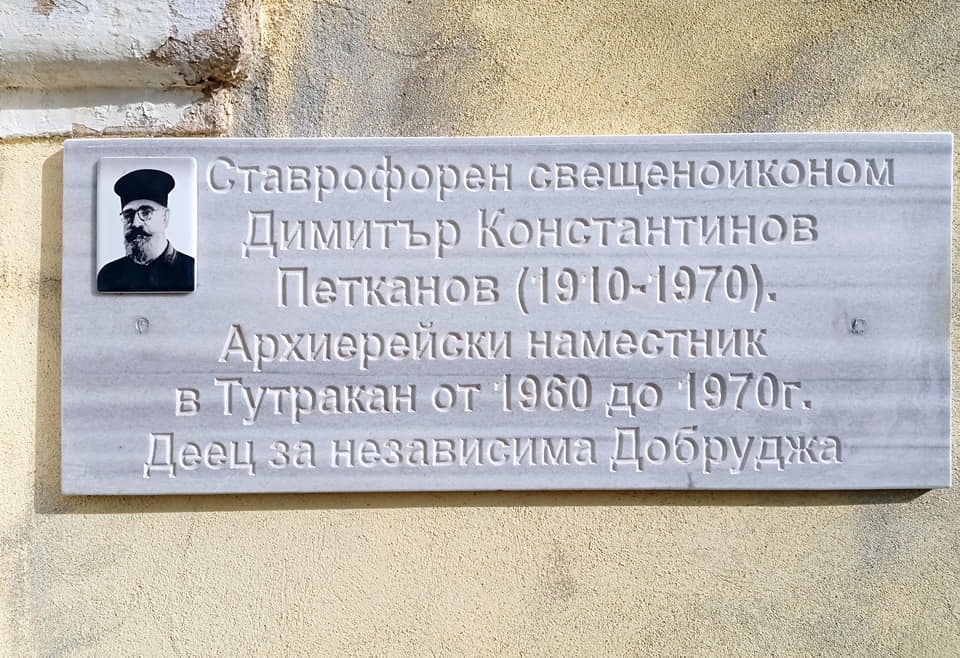 Ставрофорен свещеноиконом
Димитър Константинов
Петканов (1910-1970).
Архиерейски наместник
в Тутракан от 1960 до 1970г.
Деец за независима Добруджа